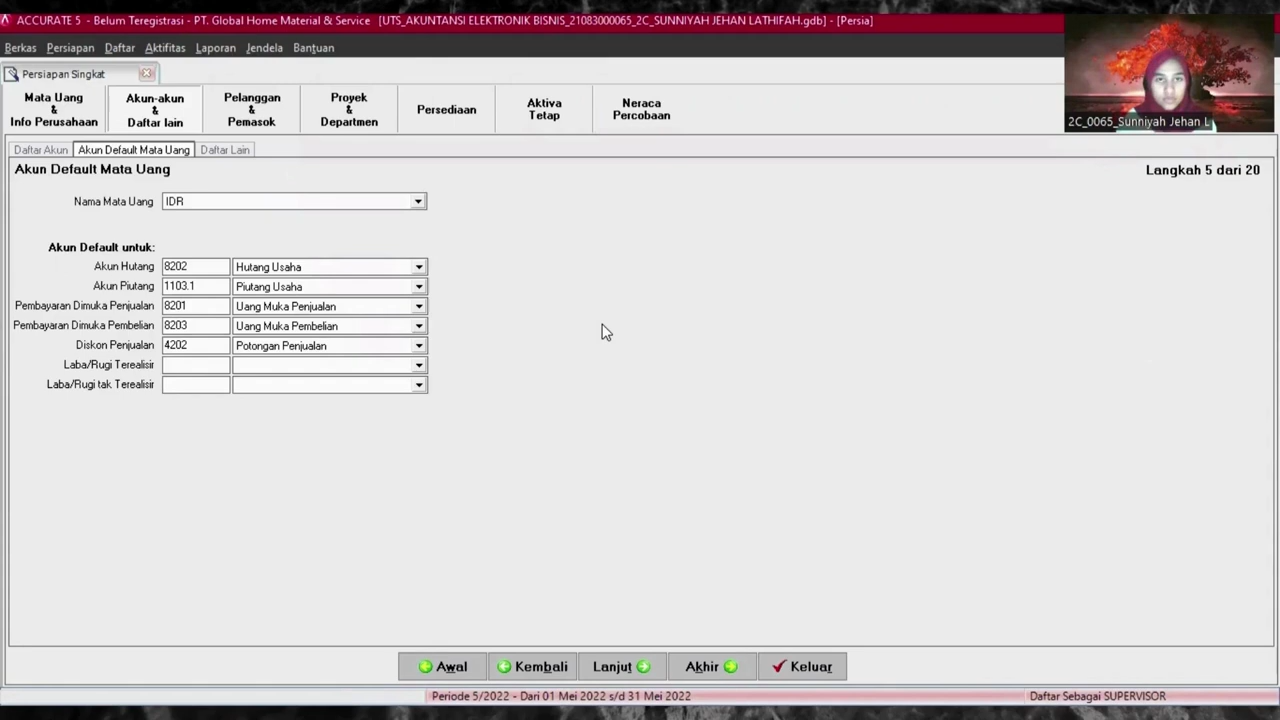 ACCURATE 5 - Belum Teregistrasi - PT. Global Home Material & Service [UTS_AKUNTANSI ELEKTRONIK BISNIS_21083000065_2C_SUNNIYAH JEHAN LATHIFAH.gdb] - [Persia
Berkas Persiapan Daftar Aktifitas Laporan Jendela Bantuan
Persiapan Singkat
Mata Uang
&
Info Perusahaan
Akun-akun
&
Daftar lain
Pelanggan
&
Pemasok
Proyek
&
Departmen
Persediaan
Aktiva
Tetap
Neraca
Percobaan
2C_0065_Sunniyah Jehan L
Daftar Akun Akun Default Mata Uang Daftar Lain
Akun Default Mata Uang Langkah 5 dari 20
Nama Mata Uang IDR
Akun Default untuk:
Akun Hutang 8202 Hutang Usaha
Akun Piutang 1103.1 Piutang Usaha
Pembayaran Dimuka Penjualan 8201 Uang Muka Penjualan
Pembayaran Dimuka Pembelian 8203 Uang Muka Pembelian
Diskon Penjualan 4202 Potongan Penjualan
Laba/Rugi Terealisir
Laba/Rugi tak Terealisir
Awal Kembali Lanjut Akhir Keluar
Periode 5/2022 - Dari 01 Mei 2022 s/d 31 Mei 2022 Daftar Sebagai SUPERVISOR